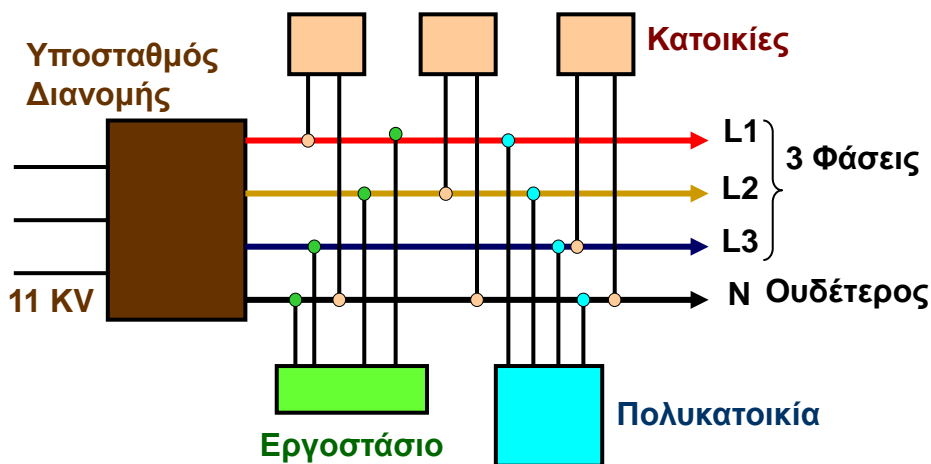 Υποσταθμός
Διανομής
Κατοικίες
L1
3 Φάσεις
L2
L3
11 KV
N Ουδέτερος
Εργοστάσιο
Πολυκατοικία